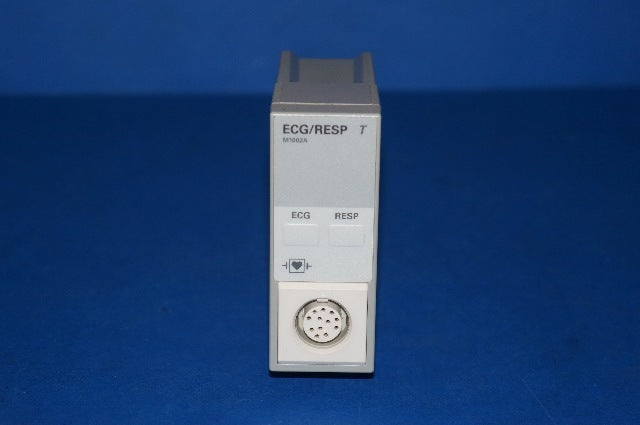 ECG/RESP T
M1002A
ECG RESP